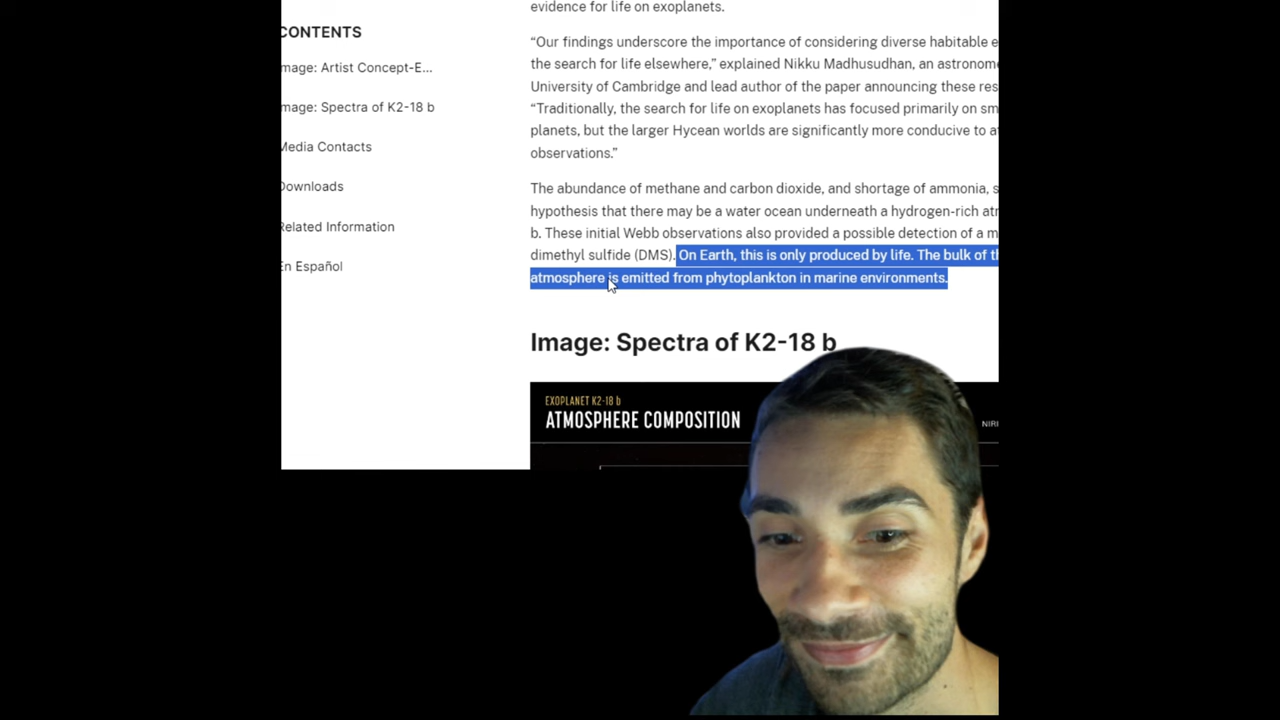 CONTENTS
mage: Artist Concept-E...
mage: Spectra of K2-18 b
Media Contacts
Downloads
Related Information
En Español
evidence for life on exoplanets.
“Our findings underscore the importance of considering diverse habitable e
the search for life elsewhere,” explained Nikku Madhusudhan, an astronome
University of Cambridge and lead author of the paper announcing these res
“Traditionally, the search for life on exoplanets has focused primarily on sm
planets, but the larger Hycean worlds are significantly more conducive to a
observations.”
The abundance of methane and carbon dioxide, and shortage of ammonia, s
hypothesis that there may be a water ocean underneath a hydrogen-rich at
b. These initial Webb observations also provided a possible detection of a m
dimethyl sulfide (DMS). On Earth, this is only produced by life. The bulk of th
atmosphere is emitted from phytoplankton in marine environments.
Image: Spectra of K2-18 b
EXOPLANET K2-18 b
ATMOSPHERE COMPOSITION
NIRI